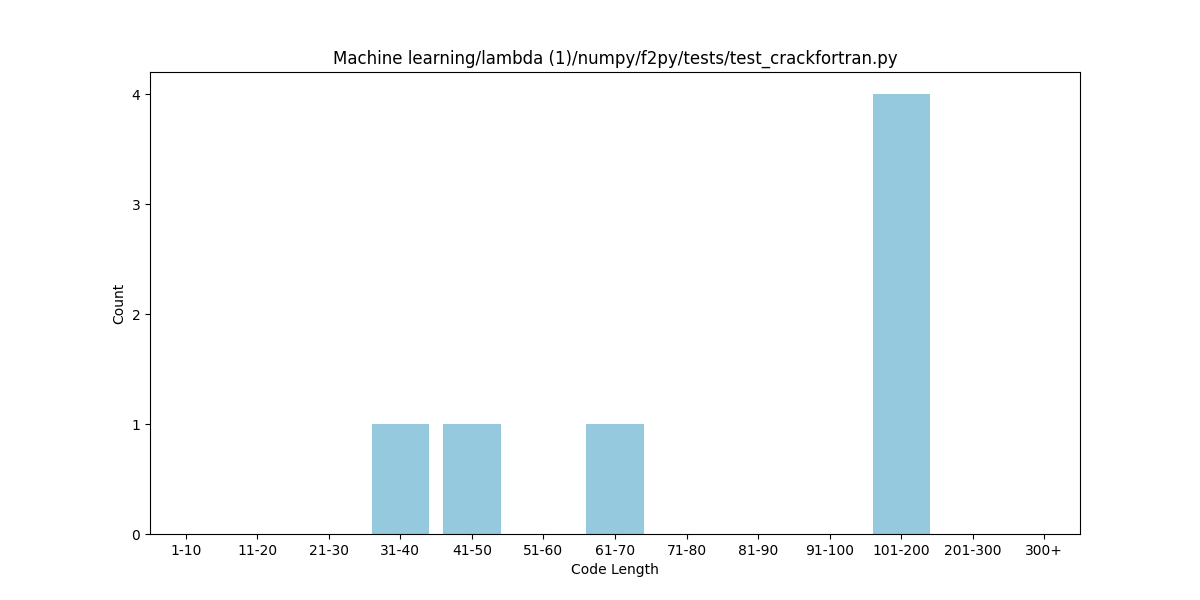 Machine learning/lambda (1)/numpy/f2py/tests/test_crackfortran.py
4
3
2
1
0
Count
1-10 11-20 21-30 31-40 41-50 51-60 61-70 71-80 81-90 91-100 101-200 201-300 300+
Code Length